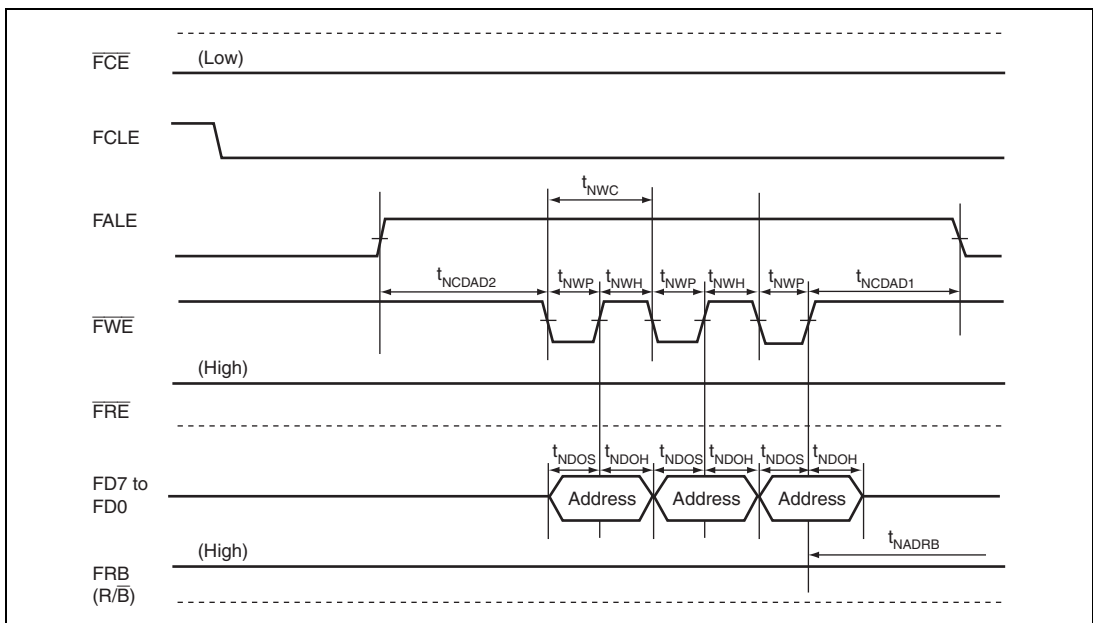 FCE
(Low)
FCLE
tNWC
FALE
tNCDAD2 tNWP tNWH tNWP tNWH tNWP tNCDAD1
FWE
(High)
FRE
tNDOS tNDOH tNDOS tNDOH tNDOS tNDOH
FD7 to
FD0
Address Address Address
(High)
tNADRB
FRB
(R/B)